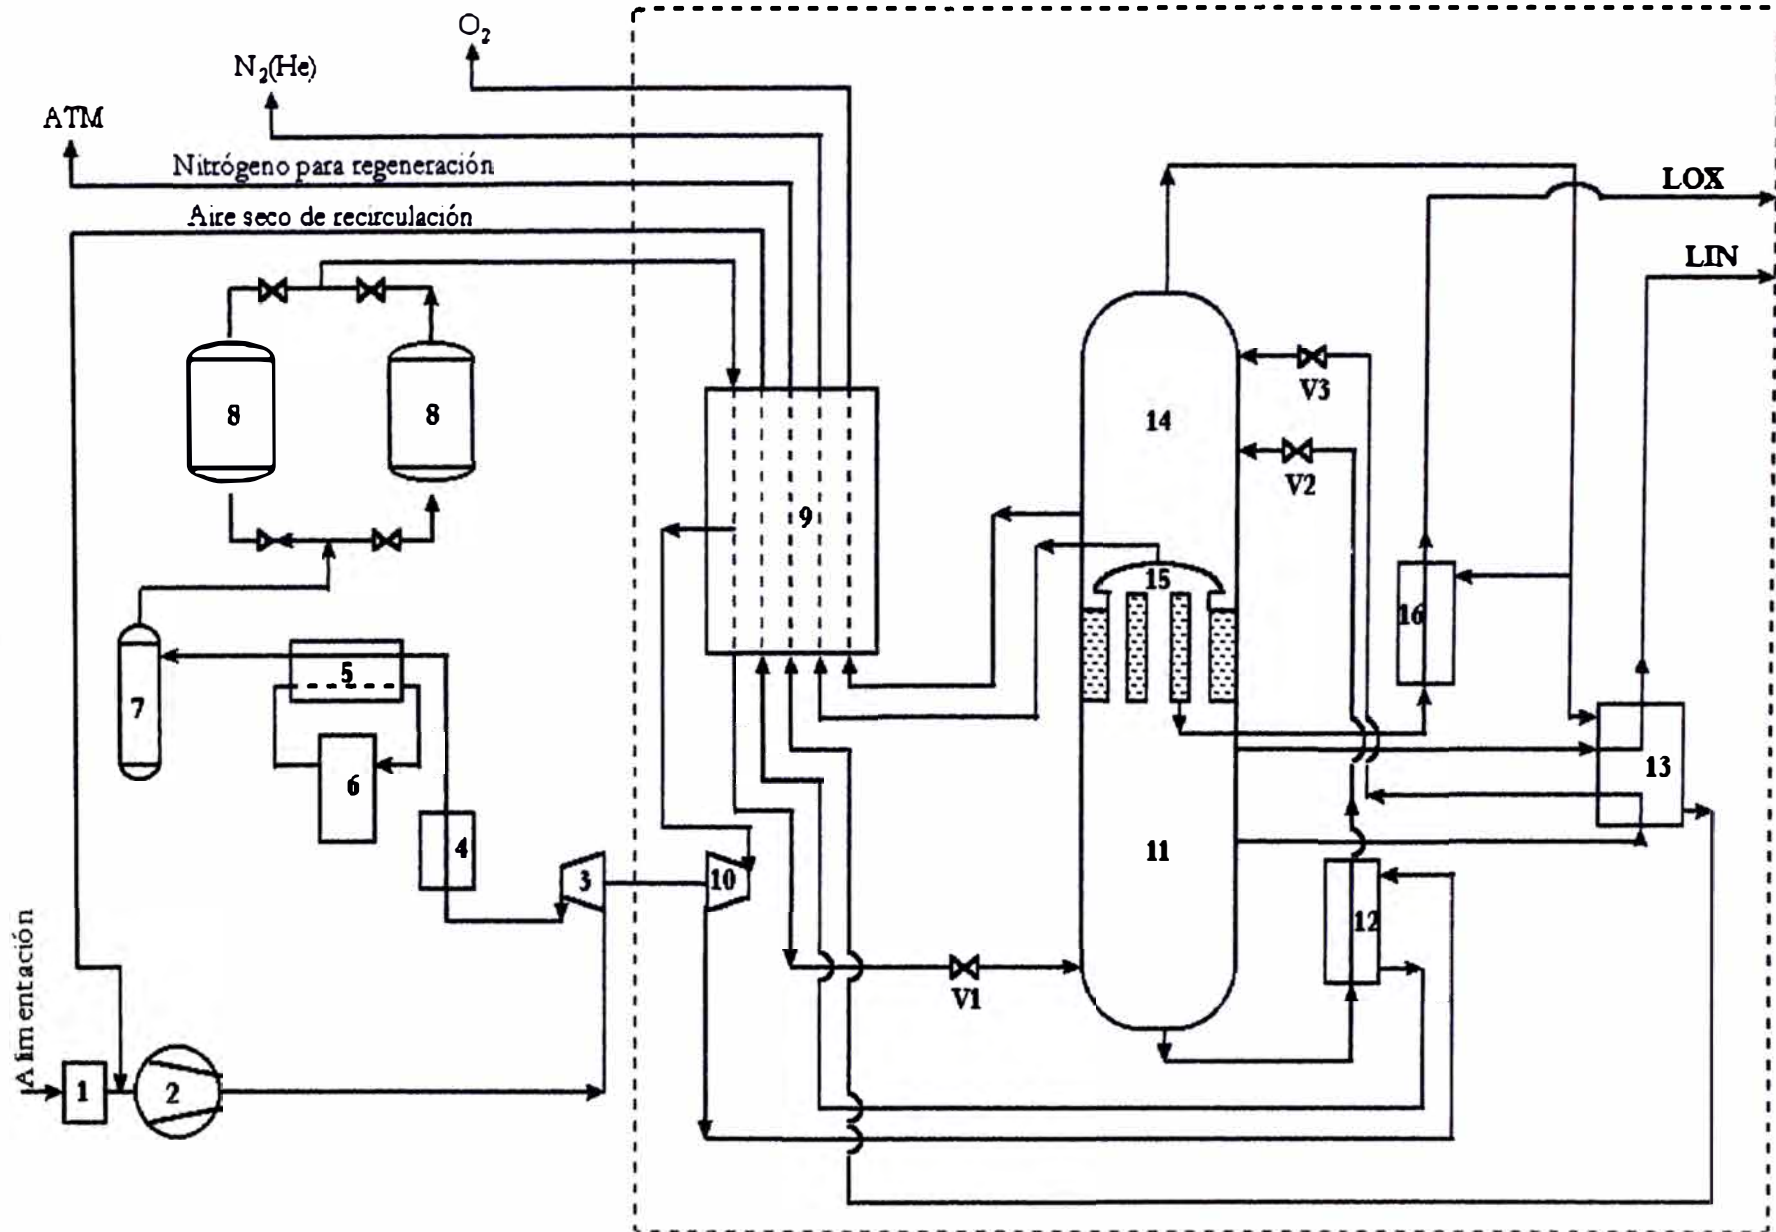 O₂
N₂(He)
ATM
Nitrógeno para regeneración
LOX
Aire seco de recirculación
LIN
V3
8
8
14
V2
9
15
16
5
7
13
6
4
11
3
10
12
Alimentación
V1
1
2